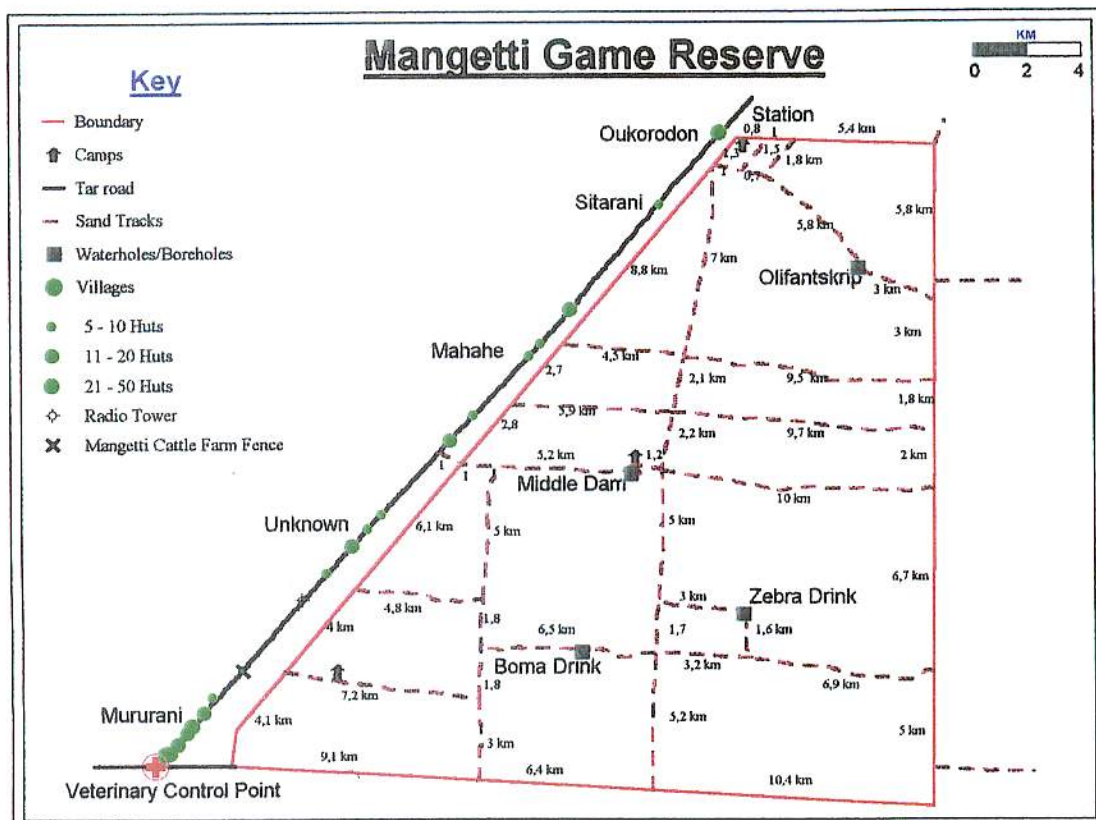 Mangetti Game Reserve
KM
0 2 4
Key
Boundary
Camps
Tar road
Sand Tracks
Waterholes/Boreholes
Villages
5 - 10 Huts
11 - 20 Huts
21 - 50 Huts
Radio Tower
Mangetti Cattle Farm Fence
Station
Oukorodon
0,8
1
5,4 km
1,5
1,8 km
1
0,7
Sitarani
5,8 km
5,8 km
7 km
8,8 km
Olifantskrip
3 km
3 km
Mahahe
4,5 km
2,7
2,1 km
9,5 km
1,8 km
5,9 km
2,8
2,2 km
9,7 km
2 km
1
1
5,2 km
1,2
Middle Dam
10 km
Unknown
6,1 km
5 km
5 km
6,7 km
3 km
Zebra Drink
4,8 km
4 km
1,8
6,5 km
1,7
1,6 km
Boma Drink
3,2 km
6,9 km
7,2 km
1,8
Mururani
4,1 km
5,2 km
5 km
3 km
9,1 km
6,4 km
10,4 km
Veterinary Control Point